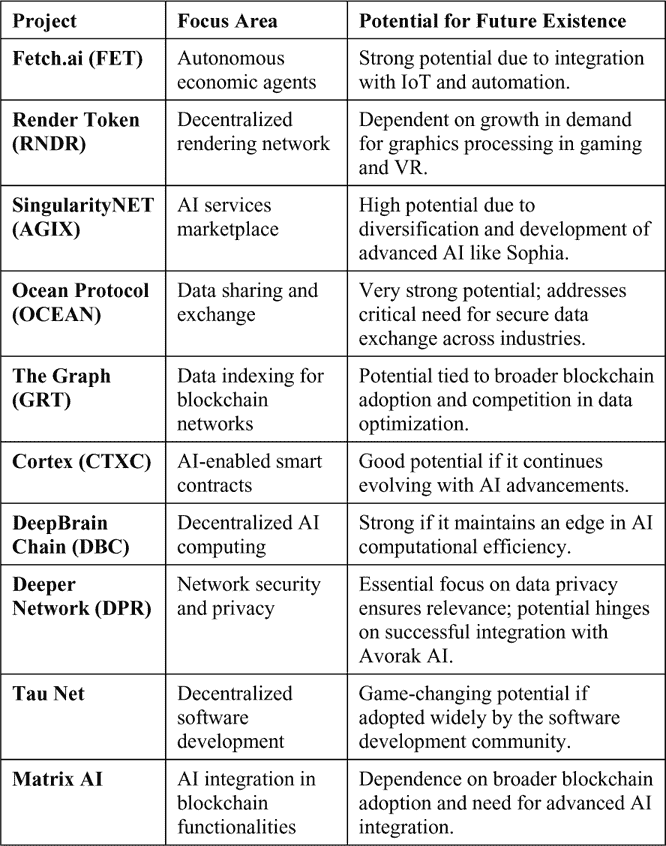 Project Focus Area Potential for Future Existence
Fetch.ai (FET) Autonomous Strong potential due to integration
economic agents with IoT and automation.
Render Token Decentralized Dependent on growth in demand
(RNDR) rendering network for graphics processing in gaming
and VR.
SingularityNET AI services High potential due to
(AGIX) marketplace diversification and development of
advanced AI like Sophia.
Ocean Protocol Data sharing and Very strong potential; addresses
(OCEAN) exchange critical need for secure data
exchange across industries.
The Graph Data indexing for Potential tied to broader blockchain
(GRT) blockchain adoption and competition in data
networks optimization.
Cortex (CTXC) AI-enabled smart Good potential if it continues
contracts evolving with AI advancements.
DeepBrain Decentralized AI Strong if it maintains an edge in AI
Chain (DBC) computing computational efficiency.
Deeper Network security Essential focus on data privacy
Network (DPR) and privacy ensures relevance; potential hinges
on successful integration with
Avorak AI.
Tau Net Decentralized Game-changing potential if
software adopted widely by the software
development development community.
Matrix AI AI integration in Dependence on broader blockchain
blockchain adoption and need for advanced AI
functionalities integration.